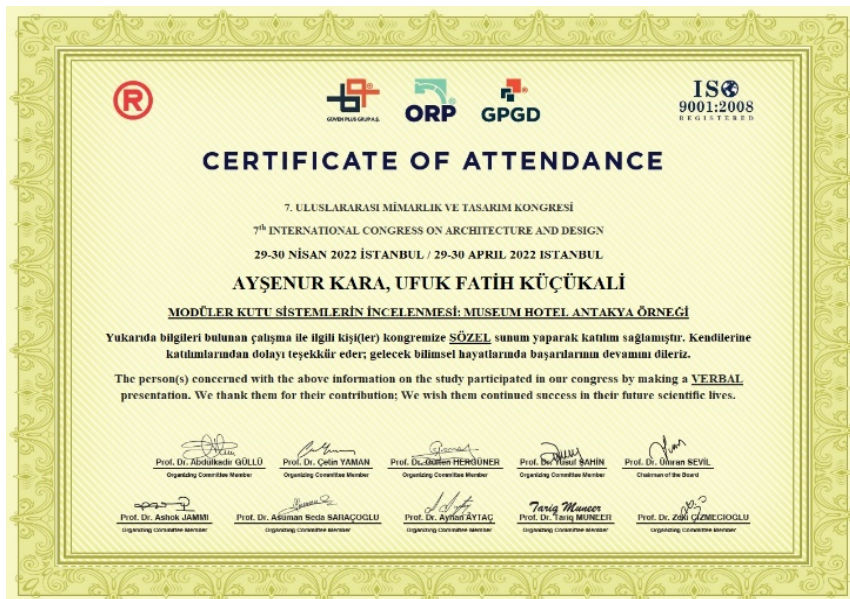 ®
GÜVEN PLUS GRUP A.Ş.
ORP
GPGD
ISO
9001:2008
REGISTERED
CERTIFICATE OF ATTENDANCE
7. ULUSLARARASI MİMARLIK VE TASARIM KONGRESİ
7th INTERNATIONAL CONGRESS ON ARCHITECTURE AND DESIGN
29-30 NİSAN 2022 İSTANBUL / 29-30 APRIL 2022 ISTANBUL
AYŞENUR KARA, UFUK FATİH KÜÇÜKALİ
MODÜLER KUTU SİSTEMLERİN İNCELENMESİ: MUSEUM HOTEL ANTAKYA ÖRNEĞİ
Yukarıda bilgileri bulunan çalışma ile ilgili kişi(ler) kongremize SÖZEL sunum yaparak katılım sağlamıştır. Kendilerine
katılımlarından dolayı teşekkür eder; gelecek bilimsel hayatlarında başarılarının devamını dileriz.
The person(s) concerned with the above information on the study participated in our congress by making a VERBAL
presentation. We thank them for their contribution; We wish them continued success in their future scientific lives.
Prof. Dr. Abdulkadir GÜLLÜ Prof. Dr. Çetin YAMAN Prof. Dr. Gülten HERGÜNER Prof. Dr. Yusuf ŞAHİN Prof. Dr. Ümran SEVİL
Organizing Committee Member Organizing Committee Member Organizing Committee Member Organizing Committee Member Chairman of the Board
Tariq Muneer
Prof. Dr. Ashok JAMMI Prof. Dr. Asuman Seda SARAÇOĞLU Prof. Dr. Ayhan AYTAÇ Prof. Dr. Tariq MUNEER Prof. Dr. Zeki ÇİZMECİOĞLU
Organizing Committee Member Organizing Committee Member Organizing Committee Member Organizing Committee Member Organizing Committee Member